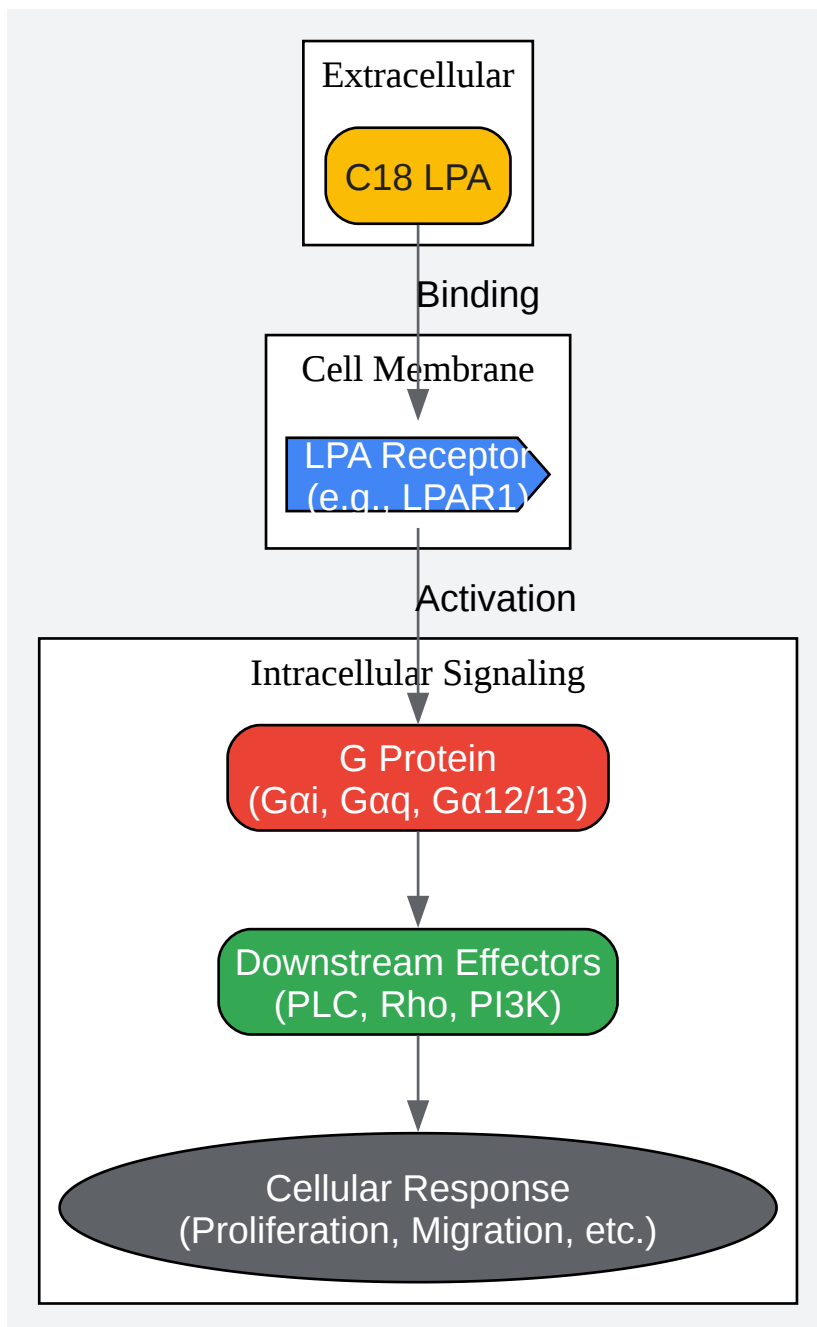 Extracellular
C18 LPA
Binding
Cell Membrane
LPA Receptor
(e.g., LPAR1)
Activation
Intracellular Signaling
G Protein
(Gαi, Gαq, Gα12/13)
Downstream Effectors
(PLC, Rho, PI3K)
Cellular Response
(Proliferation, Migration, etc.)